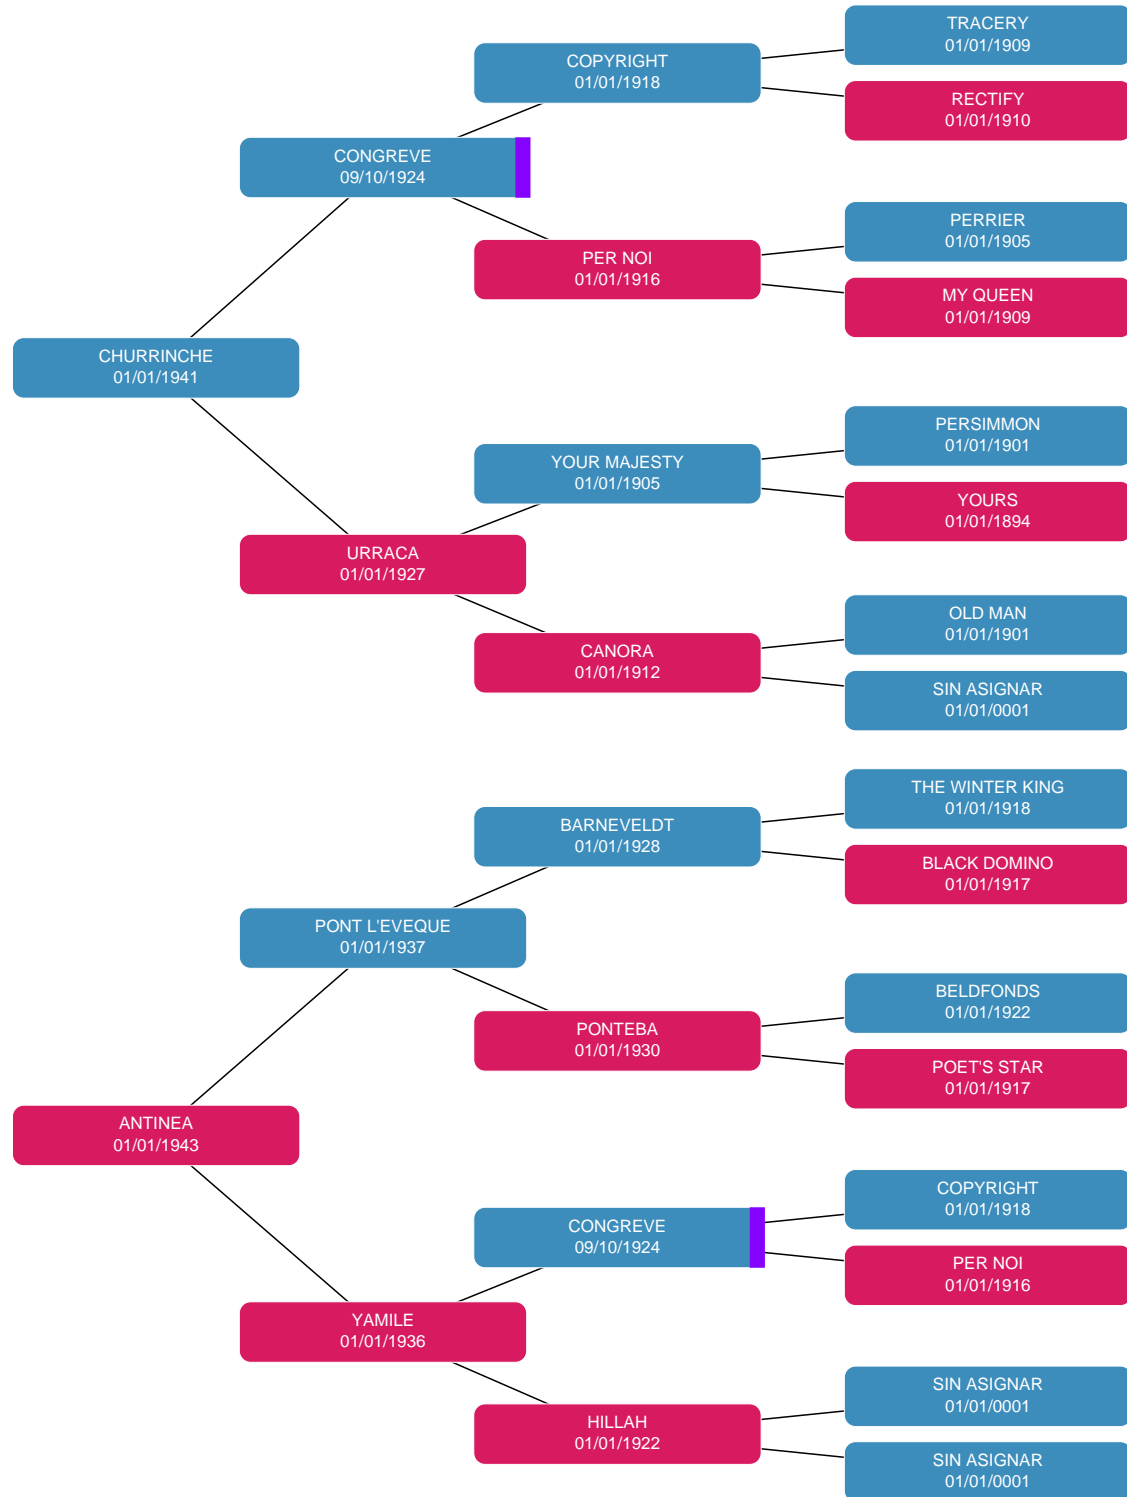 TRACERY
01/01/1909
COPYRIGHT
01/01/1918
RECTIFY
01/01/1910
CONGREVE
09/10/1924
PERRIER
01/01/1905
PER NOI
01/01/1916
MY QUEEN
01/01/1909
CHURRINCHE
01/01/1941
PERSIMMON
01/01/1901
YOUR MAJESTY
01/01/1905
YOURS
01/01/1894
URRACA
01/01/1927
OLD MAN
01/01/1901
CANORA
01/01/1912
SIN ASIGNAR
01/01/0001
THE WINTER KING
01/01/1918
BARNEVELDT
01/01/1928
BLACK DOMINO
01/01/1917
PONT L'EVEQUE
01/01/1937
BELDFONDS
01/01/1922
PONTEBA
01/01/1930
POET'S STAR
01/01/1917
ANTINEA
01/01/1943
COPYRIGHT
01/01/1918
CONGREVE
09/10/1924
PER NOI
01/01/1916
YAMILE
01/01/1936
SIN ASIGNAR
01/01/0001
HILLAH
01/01/1922
SIN ASIGNAR
01/01/0001